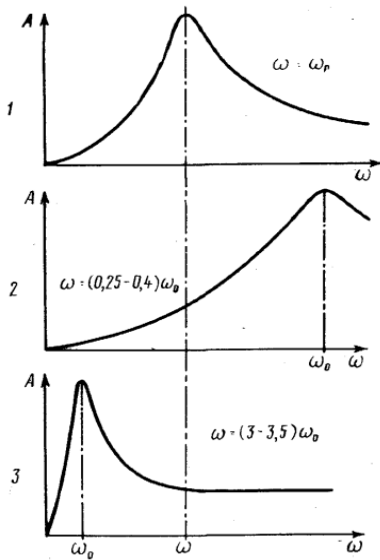 A
1
ω = ωр
ω
A
2
ω=(0,25-0,4)ω₀
ω₀
ω
A
3
ω=(3-3,5)ω₀
ω₀
ω
ω